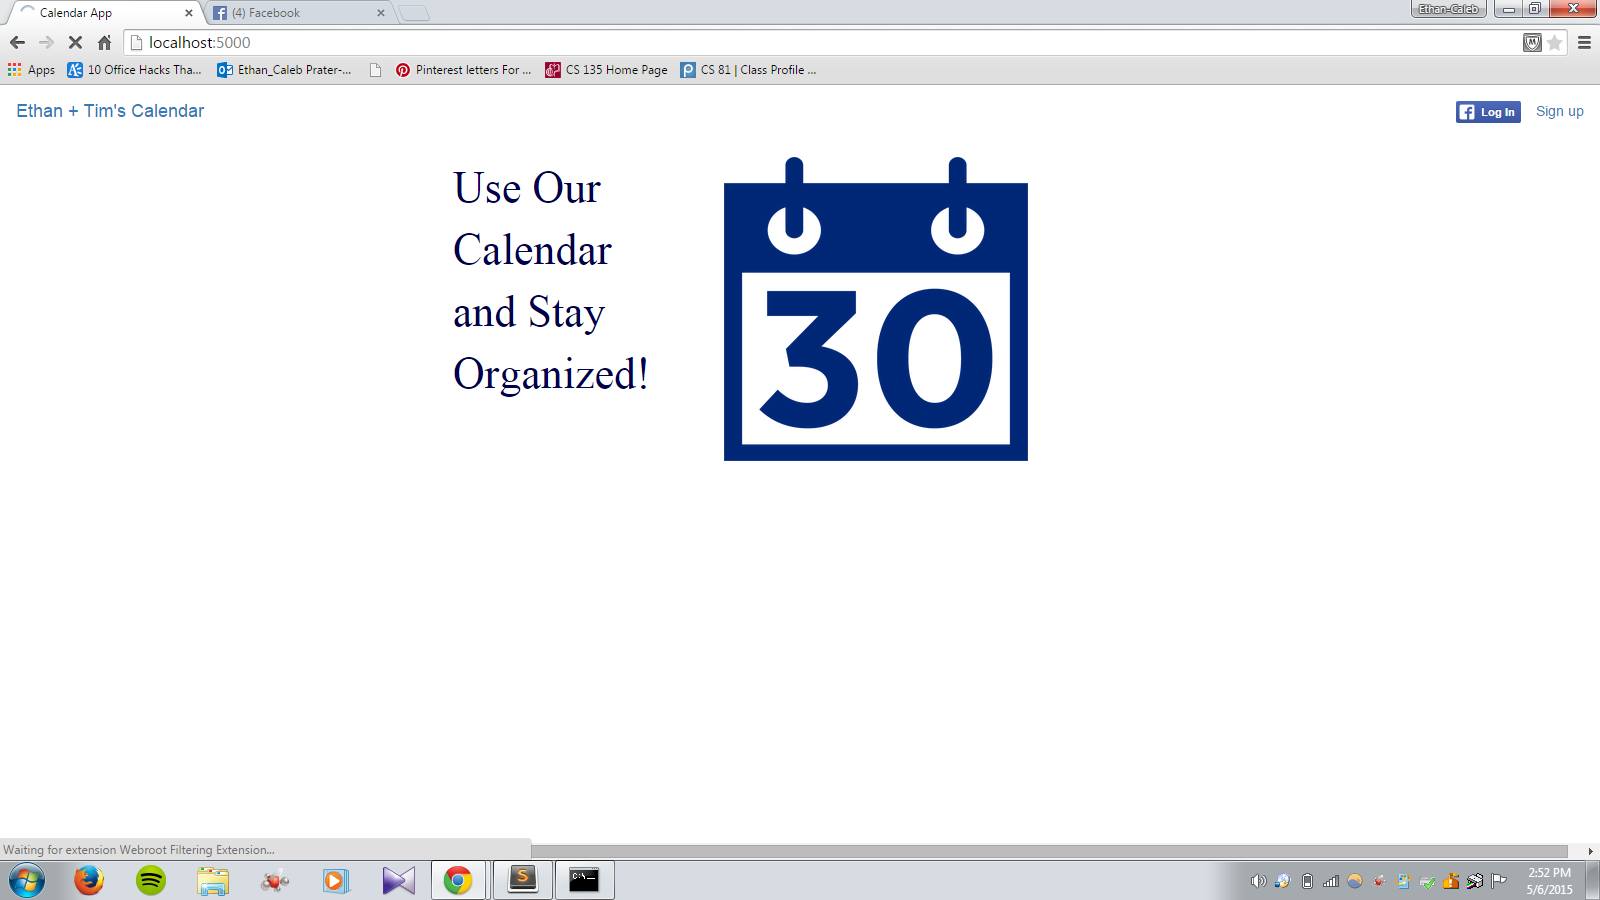 Calendar App
(4) Facebook
Ethan-Caleb
localhost:5000
Apps
10 Office Hacks Tha...
Ethan_Caleb Prater-...
Pinterest letters For ...
CS 135 Home Page
CS 81 | Class Profile ...
Ethan + Tim's Calendar
Log In
Sign up
Use Our
Calendar
and Stay
Organized!
30
Waiting for extension Webroot Filtering Extension...
2:52 PM
5/6/2015